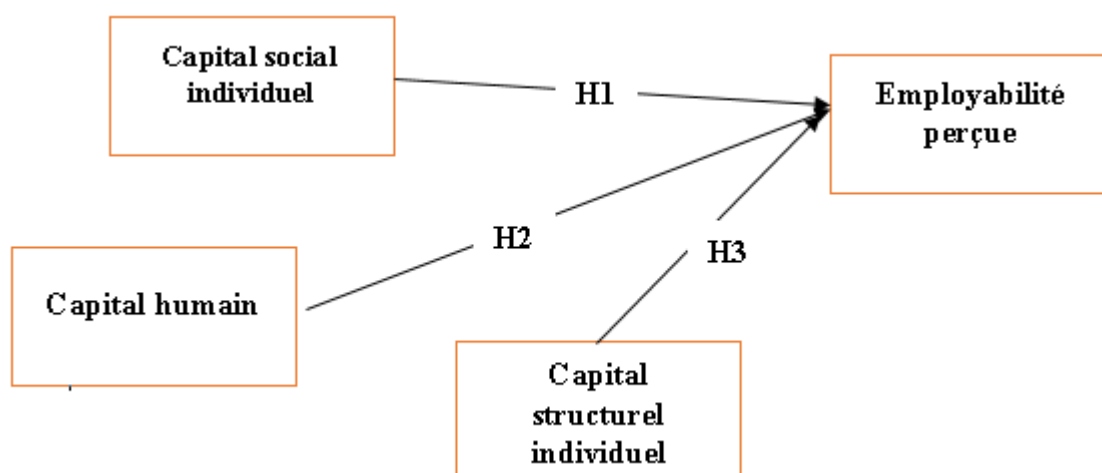 Capital social
individuel
H1
Employabilité
perçue
H2
H3
Capital humain
Capital
structurel
individuel